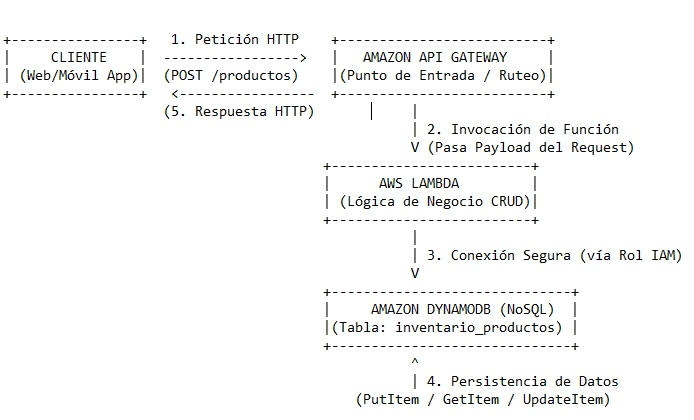 1. Petición HTTP
CLIENTE
AMAZON API GATEWAY
(Web/Móvil App)
(POST /productos)
(Punto de Entrada / Ruteo)
(5. Respuesta HTTP)
2. Invocación de Función
(Pasa Payload del Request)
AWS LAMBDA
(Lógica de Negocio CRUD)
3. Conexión Segura (vía Rol IAM)
AMAZON DYNAMODB (NoSQL)
(Tabla: inventario_productos)
4. Persistencia de Datos
(PutItem / GetItem / UpdateItem)